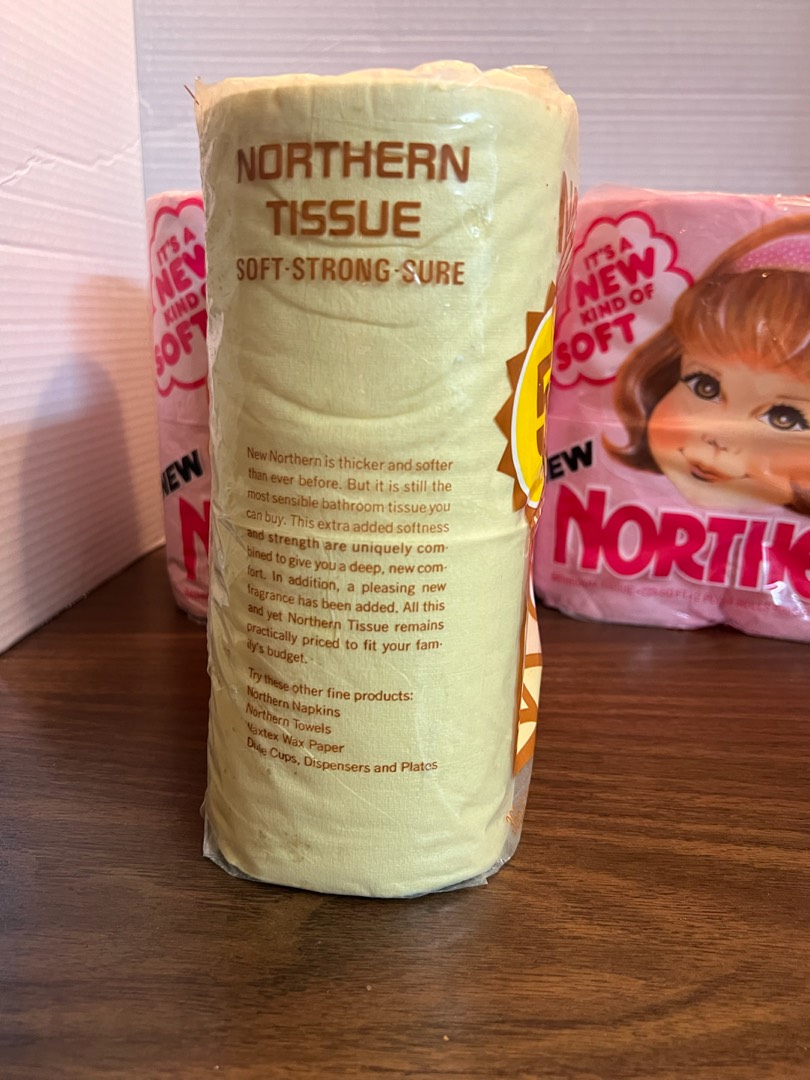 NORTHERN
TISSUE
SOFT-STRONG-SURE
New Northern is thicker and softer
than ever before. But it is still the
most sensible bathroom tissue you
can buy. This extra added softness
and strength are uniquely com-
bined to give you a deep, new com-
fort. In addition, a pleasing new
fragrance has been added. All this
and yet Northern Tissue remains
practically priced to fit your fam-
ily's budget.
Try these other fine products:
Northern Napkins
Northern Towels
Waxtex Wax Paper
Dixie Cups, Dispensers and Plates
IT'S A
NEW
KIND OF
SOFT
NEW
N
IT'S A
NEW
KIND OF
SOFT
EW
NORTHE